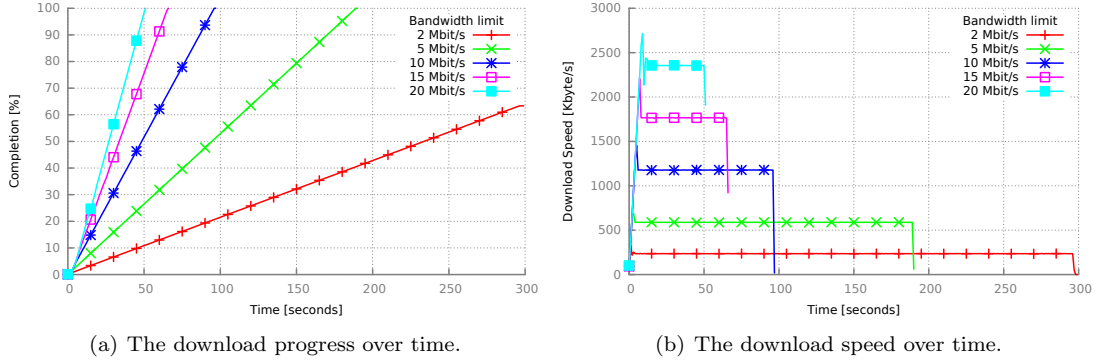 100
90
80
70
60
50
40
30
20
10
0
Completion [%]
0 50 100 150 200 250 300
Time [seconds]
Bandwidth limit
2 Mbit/s
5 Mbit/s
10 Mbit/s
15 Mbit/s
20 Mbit/s
(a) The download progress over time.
3000
2500
2000
1500
1000
500
0
Download Speed [Kbyte/s]
0 50 100 150 200 250 300
Time [seconds]
Bandwidth limit
2 Mbit/s
5 Mbit/s
10 Mbit/s
15 Mbit/s
20 Mbit/s
(b) The download speed over time.